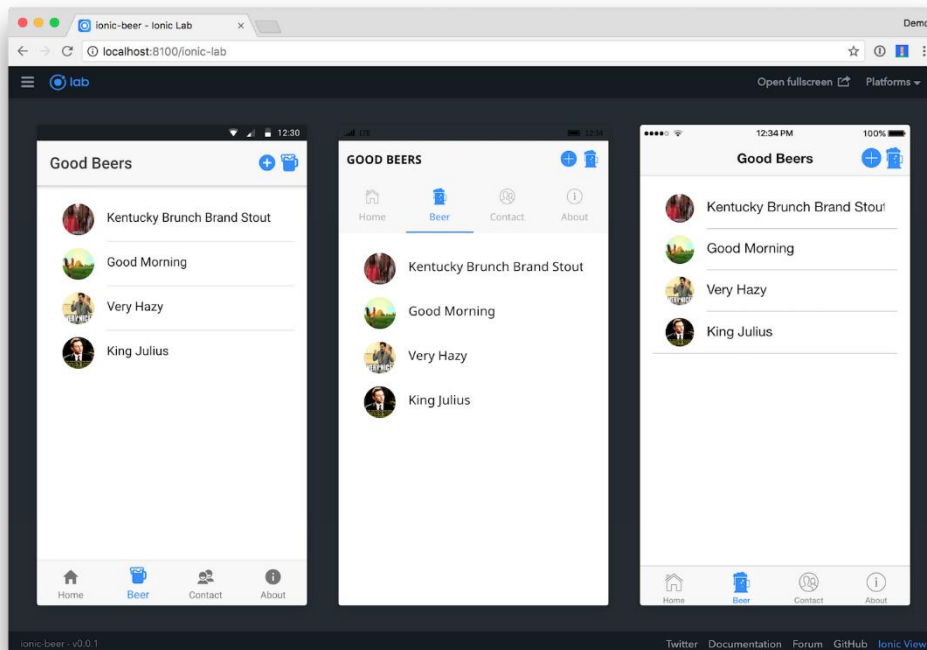 ionic-beer - Ionic Lab
Demo
localhost:8100/ionic-lab
lab
Open fullscreen
Platforms
12:30
Good Beers
Kentucky Brunch Brand Stout
Good Morning
Very Hazy
King Julius
Home
Beer
Contact
About
LTE
12:34
GOOD BEERS
Home
Beer
Contact
About
Kentucky Brunch Brand Stout
Good Morning
Very Hazy
King Julius
12:34 PM
100%
Good Beers
Kentucky Brunch Brand Stout
Good Morning
Very Hazy
King Julius
Home
Beer
Contact
About
ionic-beer - v0.0.1
Twitter Documentation Forum GitHub Ionic View